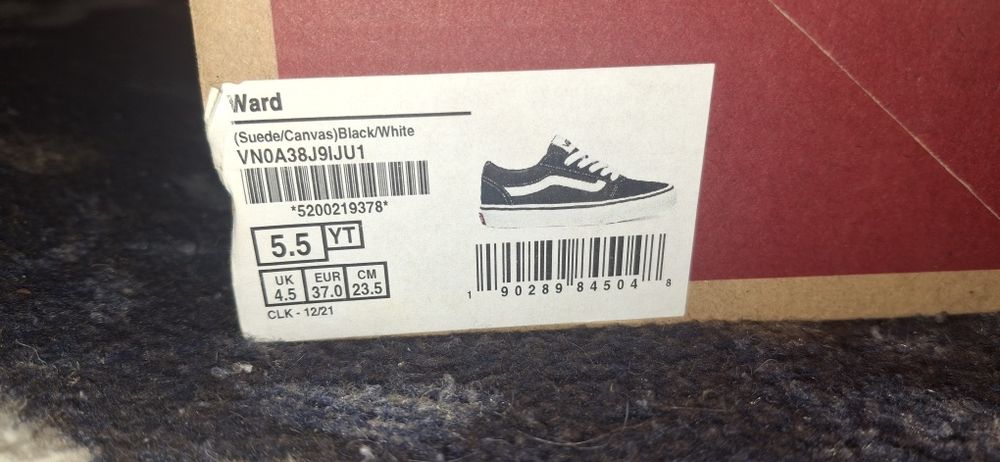 Ward
(Suede/Canvas)Black/White
VN0A38J9IJU1
*5200219378*
5.5 YT
UK EUR CM
4.5 37.0 23.5
CLK - 12/21
1 90289 84504 8